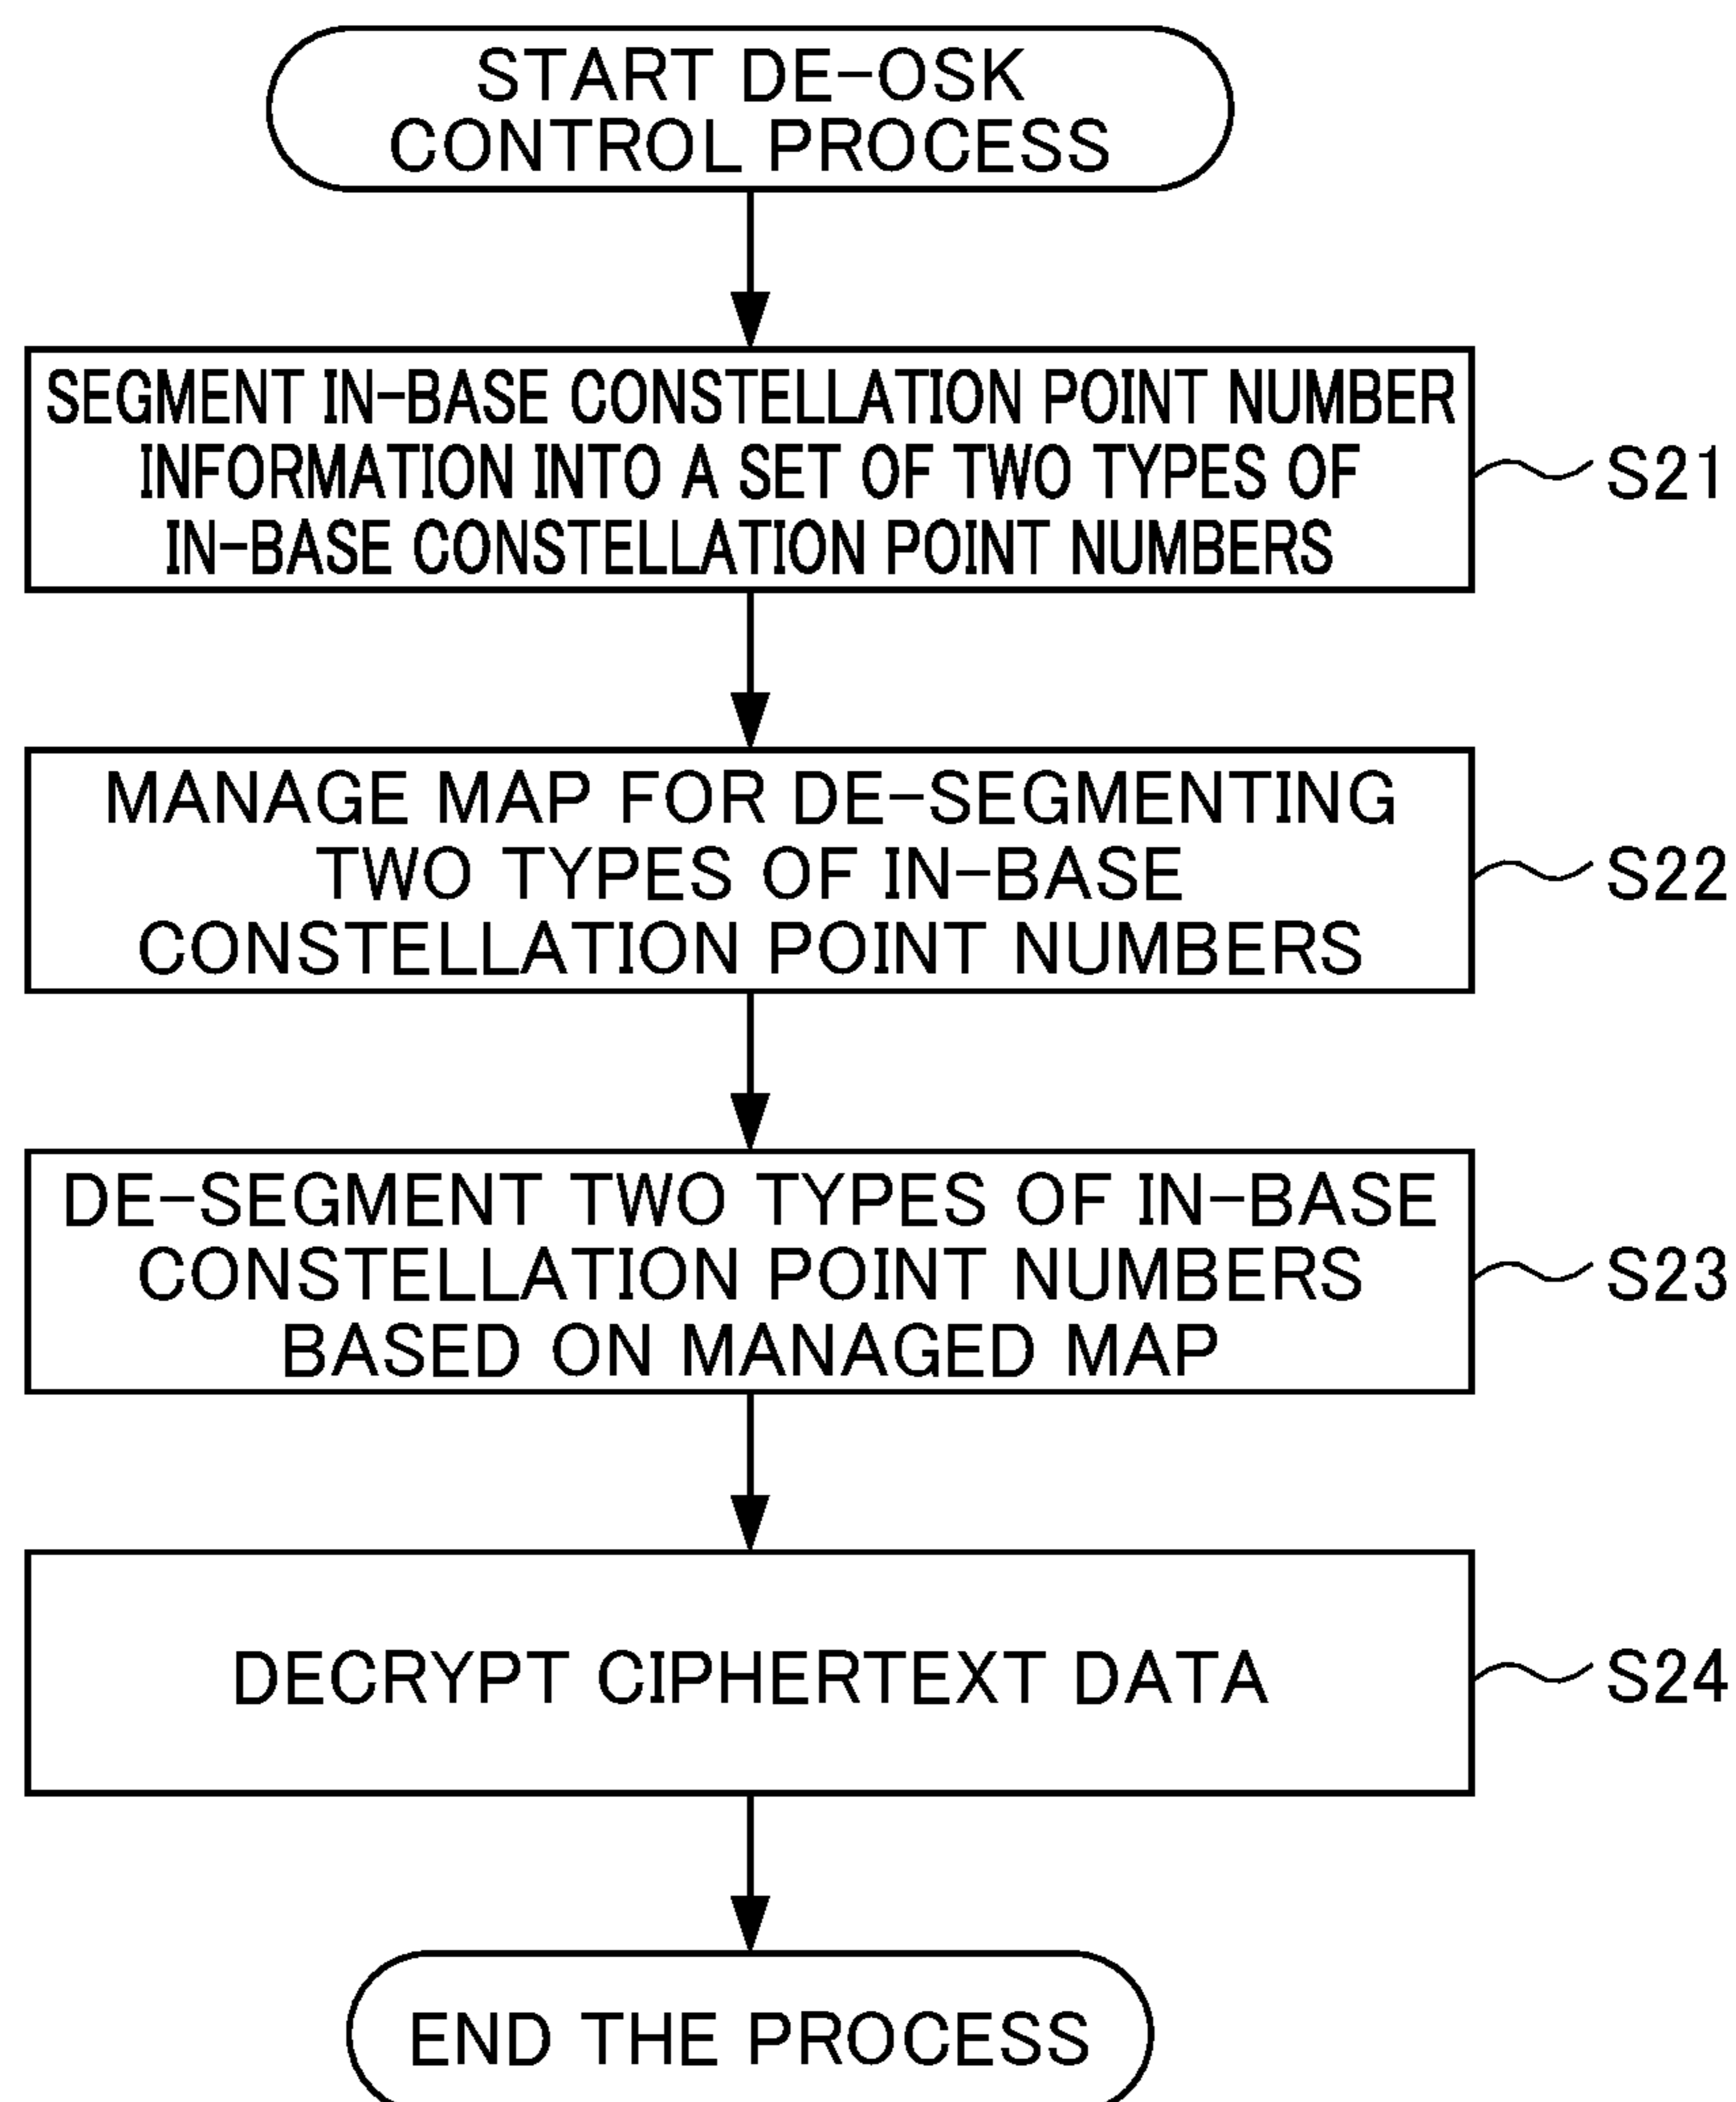 START DE-OSK
CONTROL PROCESS
SEGMENT IN-BASE CONSTELLATION POINT NUMBER
INFORMATION INTO A SET OF TWO TYPES OF
IN-BASE CONSTELLATION POINT NUMBERS
S21
MANAGE MAP FOR DE-SEGMENTING
TWO TYPES OF IN-BASE
CONSTELLATION POINT NUMBERS
S22
DE-SEGMENT TWO TYPES OF IN-BASE
CONSTELLATION POINT NUMBERS
BASED ON MANAGED MAP
S23
DECRYPT CIPHERTEXT DATA
S24
END THE PROCESS